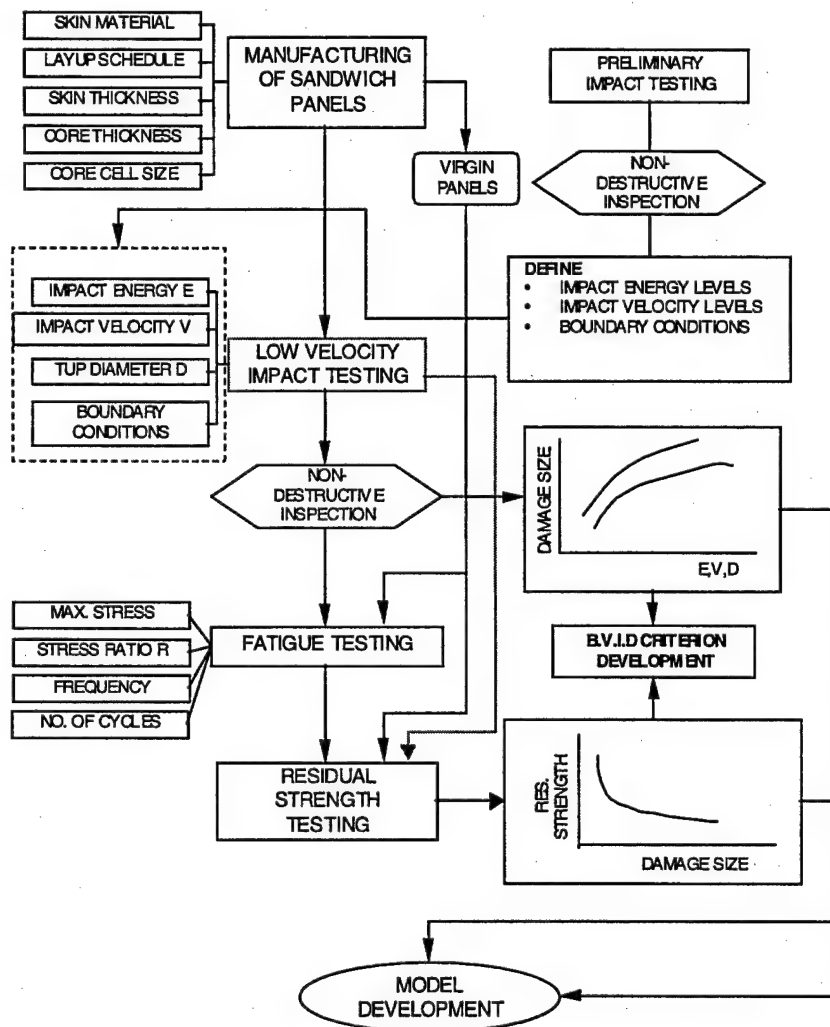 SKIN MATERIAL
LAYUP SCHEDULE
SKIN THICKNESS
CORE THICKNESS
CORE CELL SIZE
MANUFACTURING
OF SANDWICH
PANELS
PRELIMINARY
IMPACT TESTING
VIRGIN
PANELS
NON-
DESTRUCTIVE
INSPECTION
DEFINE
• IMPACT ENERGY LEVELS
• IMPACT VELOCITY LEVELS
• BOUNDARY CONDITIONS
IMPACT ENERGY E
IMPACT VELOCITY V
TUP DIAMETER D
BOUNDARY
CONDITIONS
LOW VELOCITY
IMPACT TESTING
NON-
DESTRUCTIVE
INSPECTION
DAMAGE SIZE
E,V,D
MAX. STRESS
STRESS RATIO R
FREQUENCY
NO. OF CYCLES
FATIGUE TESTING
B.V.I.D CRITERION
DEVELOPMENT
RESIDUAL
STRENGTH
TESTING
RES.
STRENGTH
DAMAGE SIZE
MODEL
DEVELOPMENT